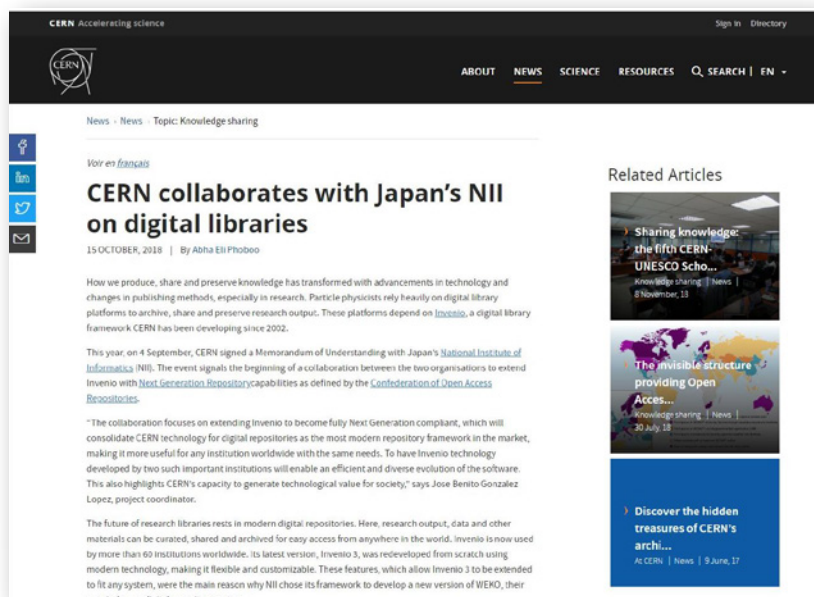 CERN Accelerating science
Sign in Directory
CERN
ABOUT NEWS SCIENCE RESOURCES SEARCH | EN
News › News › Topic: Knowledge sharing
Voir en français
CERN collaborates with Japan's NII
on digital libraries
15 OCTOBER, 2018 | By Abha Eli Phoboo
How we produce, share and preserve knowledge has transformed with advancements in technology and
changes in publishing methods, especially in research. Particle physicists rely heavily on digital library
platforms to archive, share and preserve research output. These platforms depend on Invenio, a digital library
framework CERN has been developing since 2002.
This year, on 4 September, CERN signed a Memorandum of Understanding with Japan's National Institute of
Informatics (NII). The event signals the beginning of a collaboration between the two organisations to extend
Invenio with Next Generation Repositorycapabilities as defined by the Confederation of Open Access
Repositories.
"The collaboration focuses on extending Invenio to become fully Next Generation compliant, which will
consolidate CERN technology for digital repositories as the most modern repository framework in the market,
making it more useful for any institution worldwide with the same needs. To have Invenio technology
developed by two such important institutions will enable an efficient and diverse evolution of the software.
This also highlights CERN's capacity to generate technological value for society," says Jose Benito Gonzalez
Lopez, project coordinator.
The future of research libraries rests in modern digital repositories. Here, research output, data and other
materials can be curated, shared and archived for easy access from anywhere in the world. Invenio is now used
by more than 60 institutions worldwide. Its latest version, Invenio 3, was redeveloped from scratch using
modern technology, making it flexible and customizable. These features, which allow Invenio 3 to be extended
to fit any system, were the main reason why NII chose its framework to develop a new version of WEKO, their
Related Articles
Sharing knowledge:
the fifth CERN-
UNESCO Scho...
Knowledge sharing | News |
8 November, 18
The invisible structure
providing Open
Acces...
Knowledge sharing | News |
30 July, 18
Discover the hidden
treasures of CERN's
archi...
At CERN | News | 9 June, 17